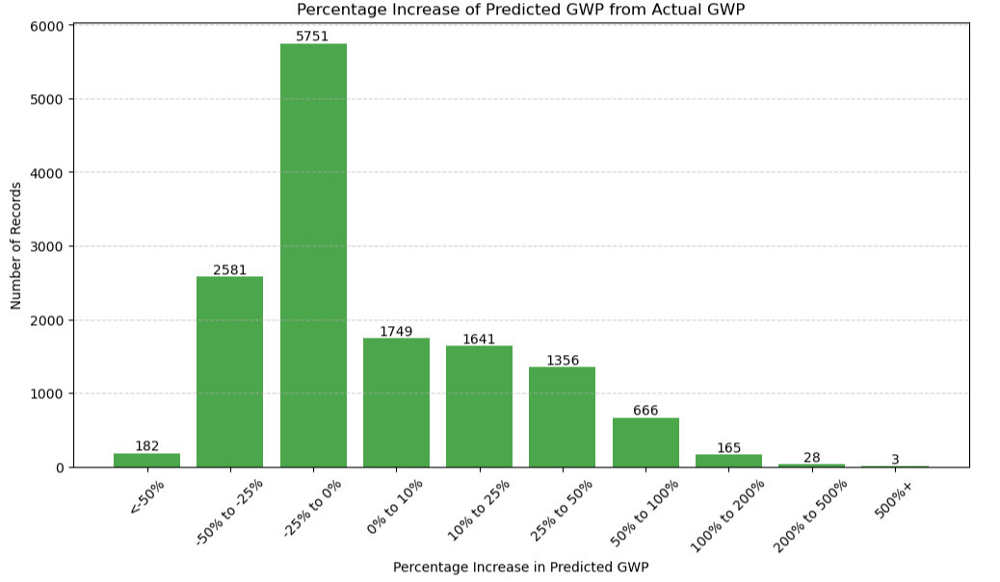 Percentage Increase of Predicted GWP from Actual GWP
6000
5000
4000
3000
2000
1000
0
Number of Records
182
2581
5751
1749
1641
1356
666
165
28
3
<-50%
-50% to -25%
-25% to 0%
0% to 10%
10% to 25%
25% to 50%
50% to 100%
100% to 200%
200% to 500%
500%+
Percentage Increase in Predicted GWP